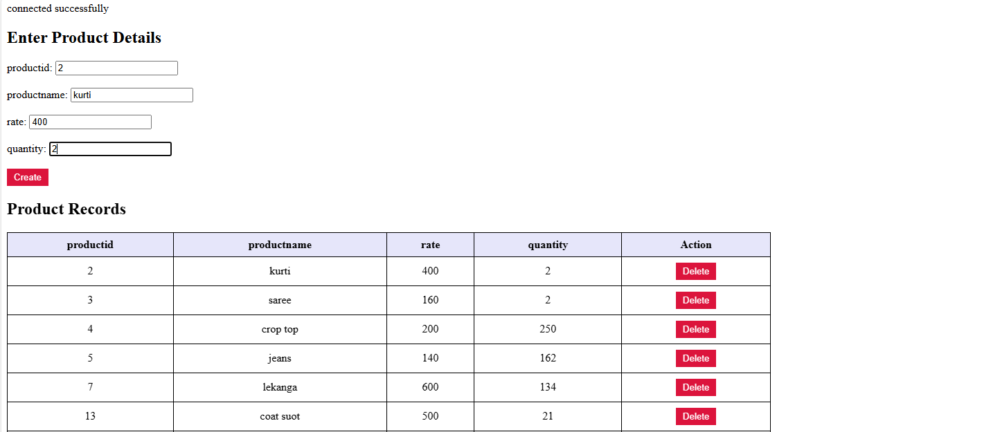 connected successfully
Enter Product Details
productid: 2
productname: kurti
rate: 400
quantity: 2
Create
Product Records
productid productname rate quantity Action
2 kurti 400 2 Delete
3 saree 160 2 Delete
4 crop top 200 250 Delete
5 jeans 140 162 Delete
7 lekanga 600 134 Delete
13 coat suot 500 21 Delete